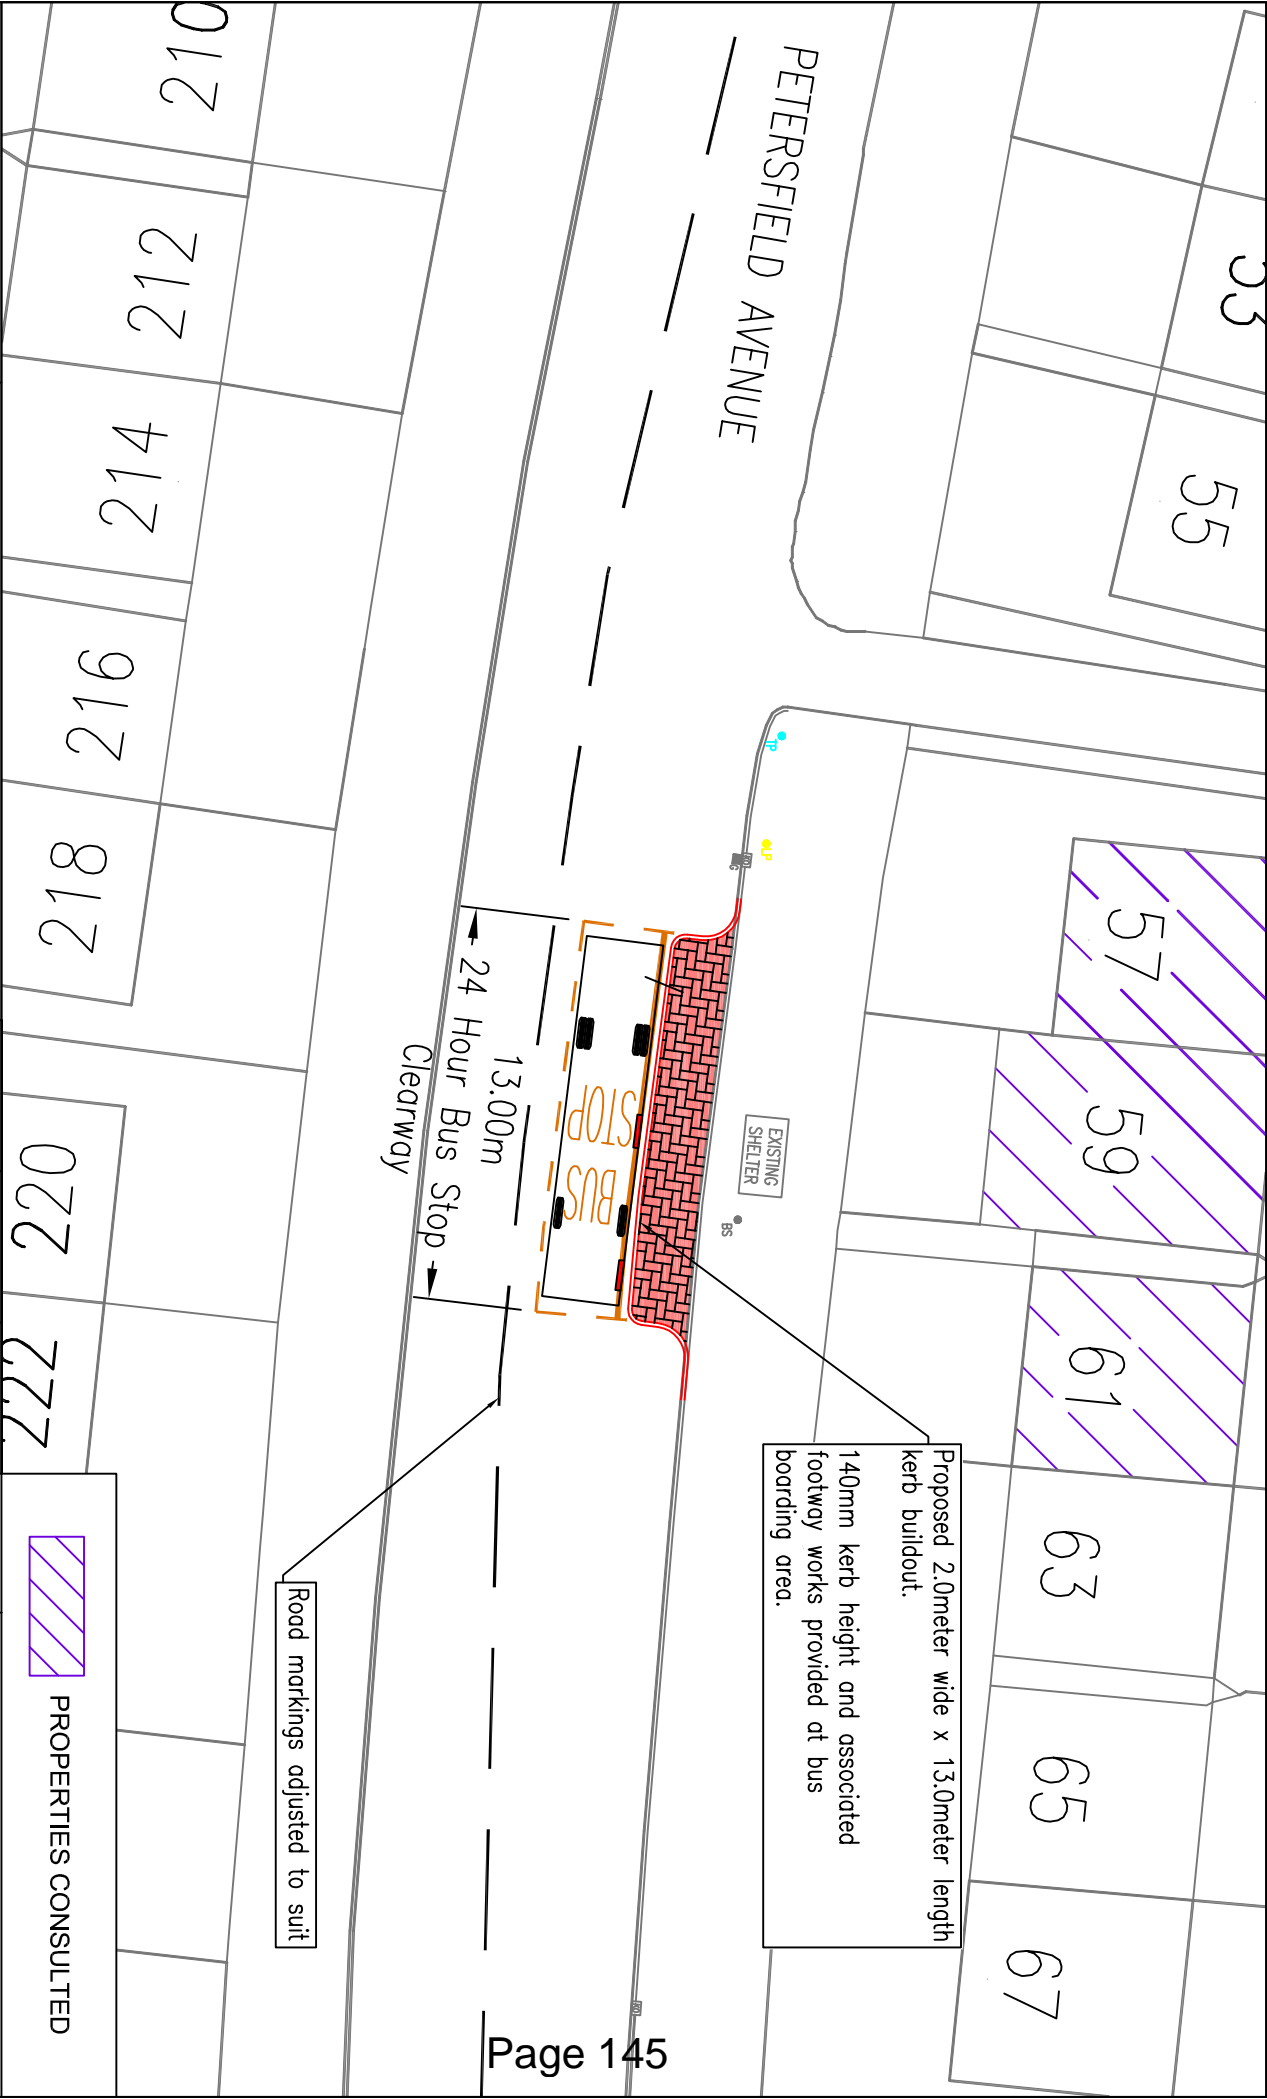 PETERSFIELD AVENUE
53
55
57
59
61
63
65
67
TP
LP
EXISTING
SHELTER
BS
BUS
STOP
13.00m
24 Hour Bus Stop
Clearway
Proposed 2.0meter wide x 13.0meter length
kerb buildout.
140mm kerb height and associated
footway works provided at bus
boarding area.
Road markings adjusted to suit
210
212
214
216
218
220
222
PROPERTIES CONSULTED
Page 145